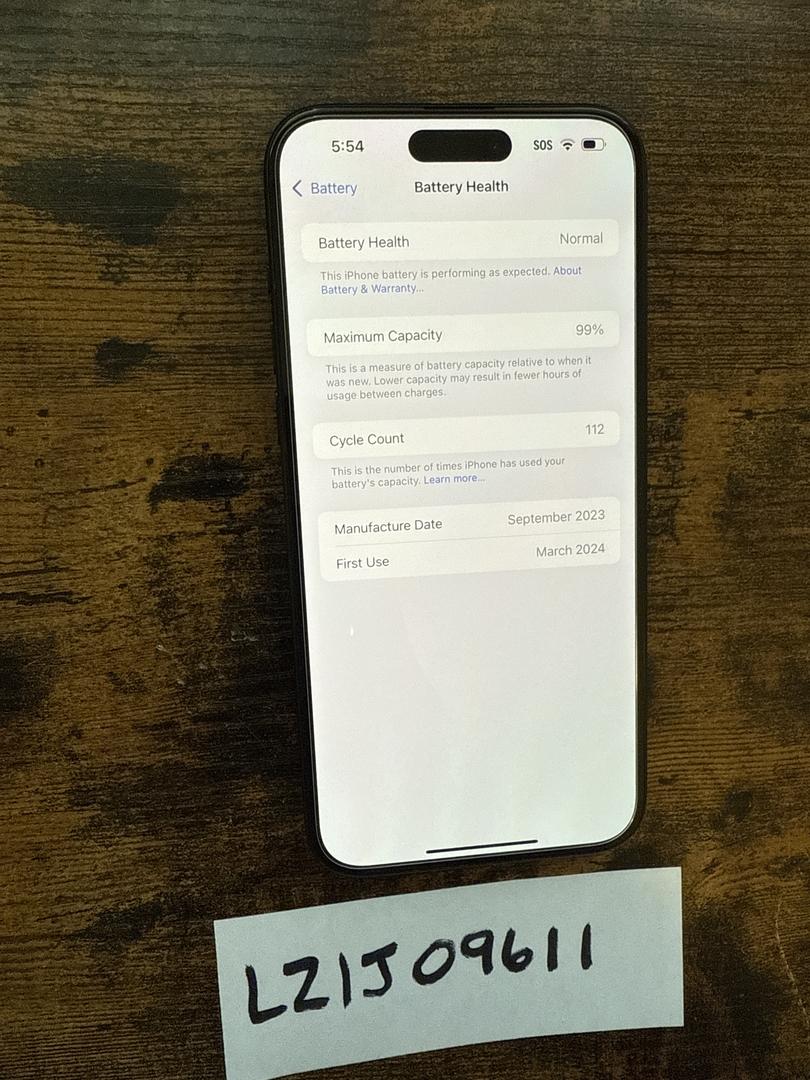 5:54 SOS
Battery Battery Health
Battery Health Normal
This iPhone battery is performing as expected. About
Battery & Warranty...
Maximum Capacity 99%
This is a measure of battery capacity relative to when it
was new. Lower capacity may result in fewer hours of
usage between charges.
Cycle Count 112
This is the number of times iPhone has used your
battery's capacity. Learn more...
Manufacture Date September 2023
First Use March 2024
LZ1J09611